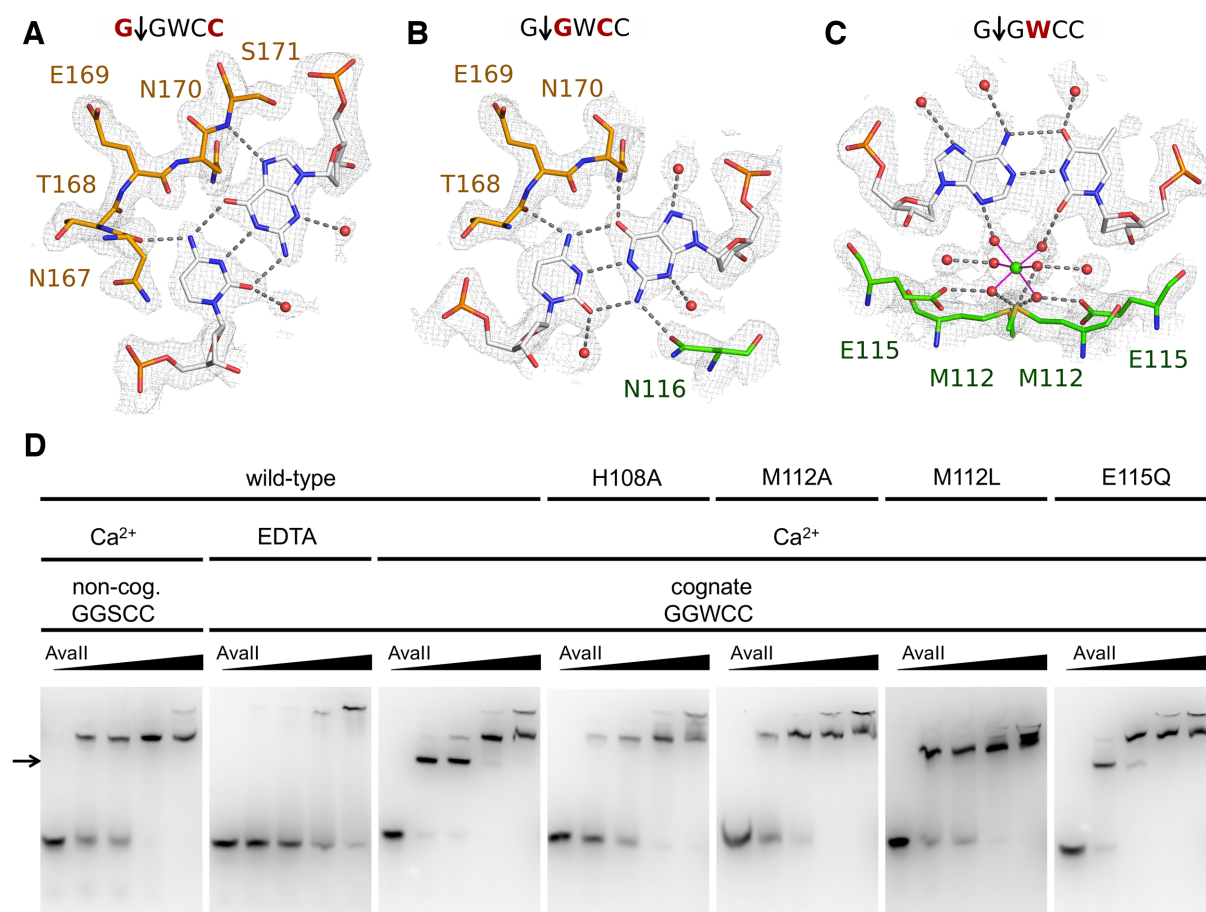 A
G↓GWCC
S171
E169
N170
T168
N167
B
G↓GWCC
E169
N170
T168
N116
C
G↓GWCC
E115
M112
M112
E115
D
wild-type
H108A
M112A
M112L
E115Q
Ca²⁺
EDTA
Ca²⁺
non-cog.
GGSCC
cognate
GGWCC
AvaII
AvaII
AvaII
AvaII
AvaII
AvaII
AvaII